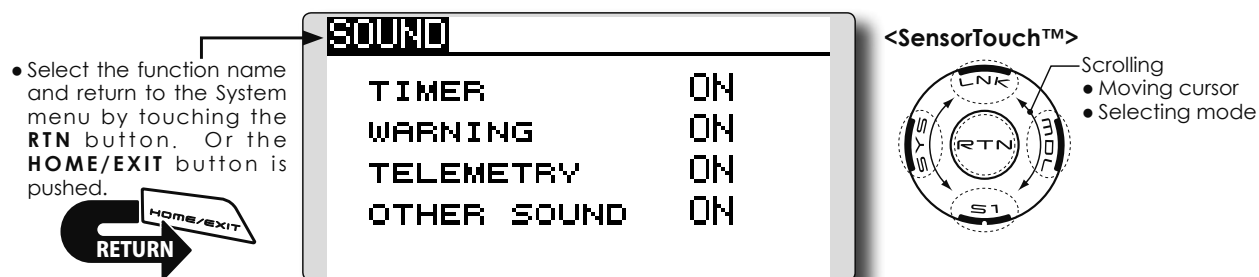 ● Select the function name
and return to the System
menu by touching the
RTN button. Or the
HOME/EXIT button is
pushed.
HOME/EXIT
RETURN
SOUND
TIMER ON
WARNING ON
TELEMETRY ON
OTHER SOUND ON
<SensorTouch™>
LNK
SYS
RTN
MDL
S1
Scrolling
● Moving cursor
● Selecting mode